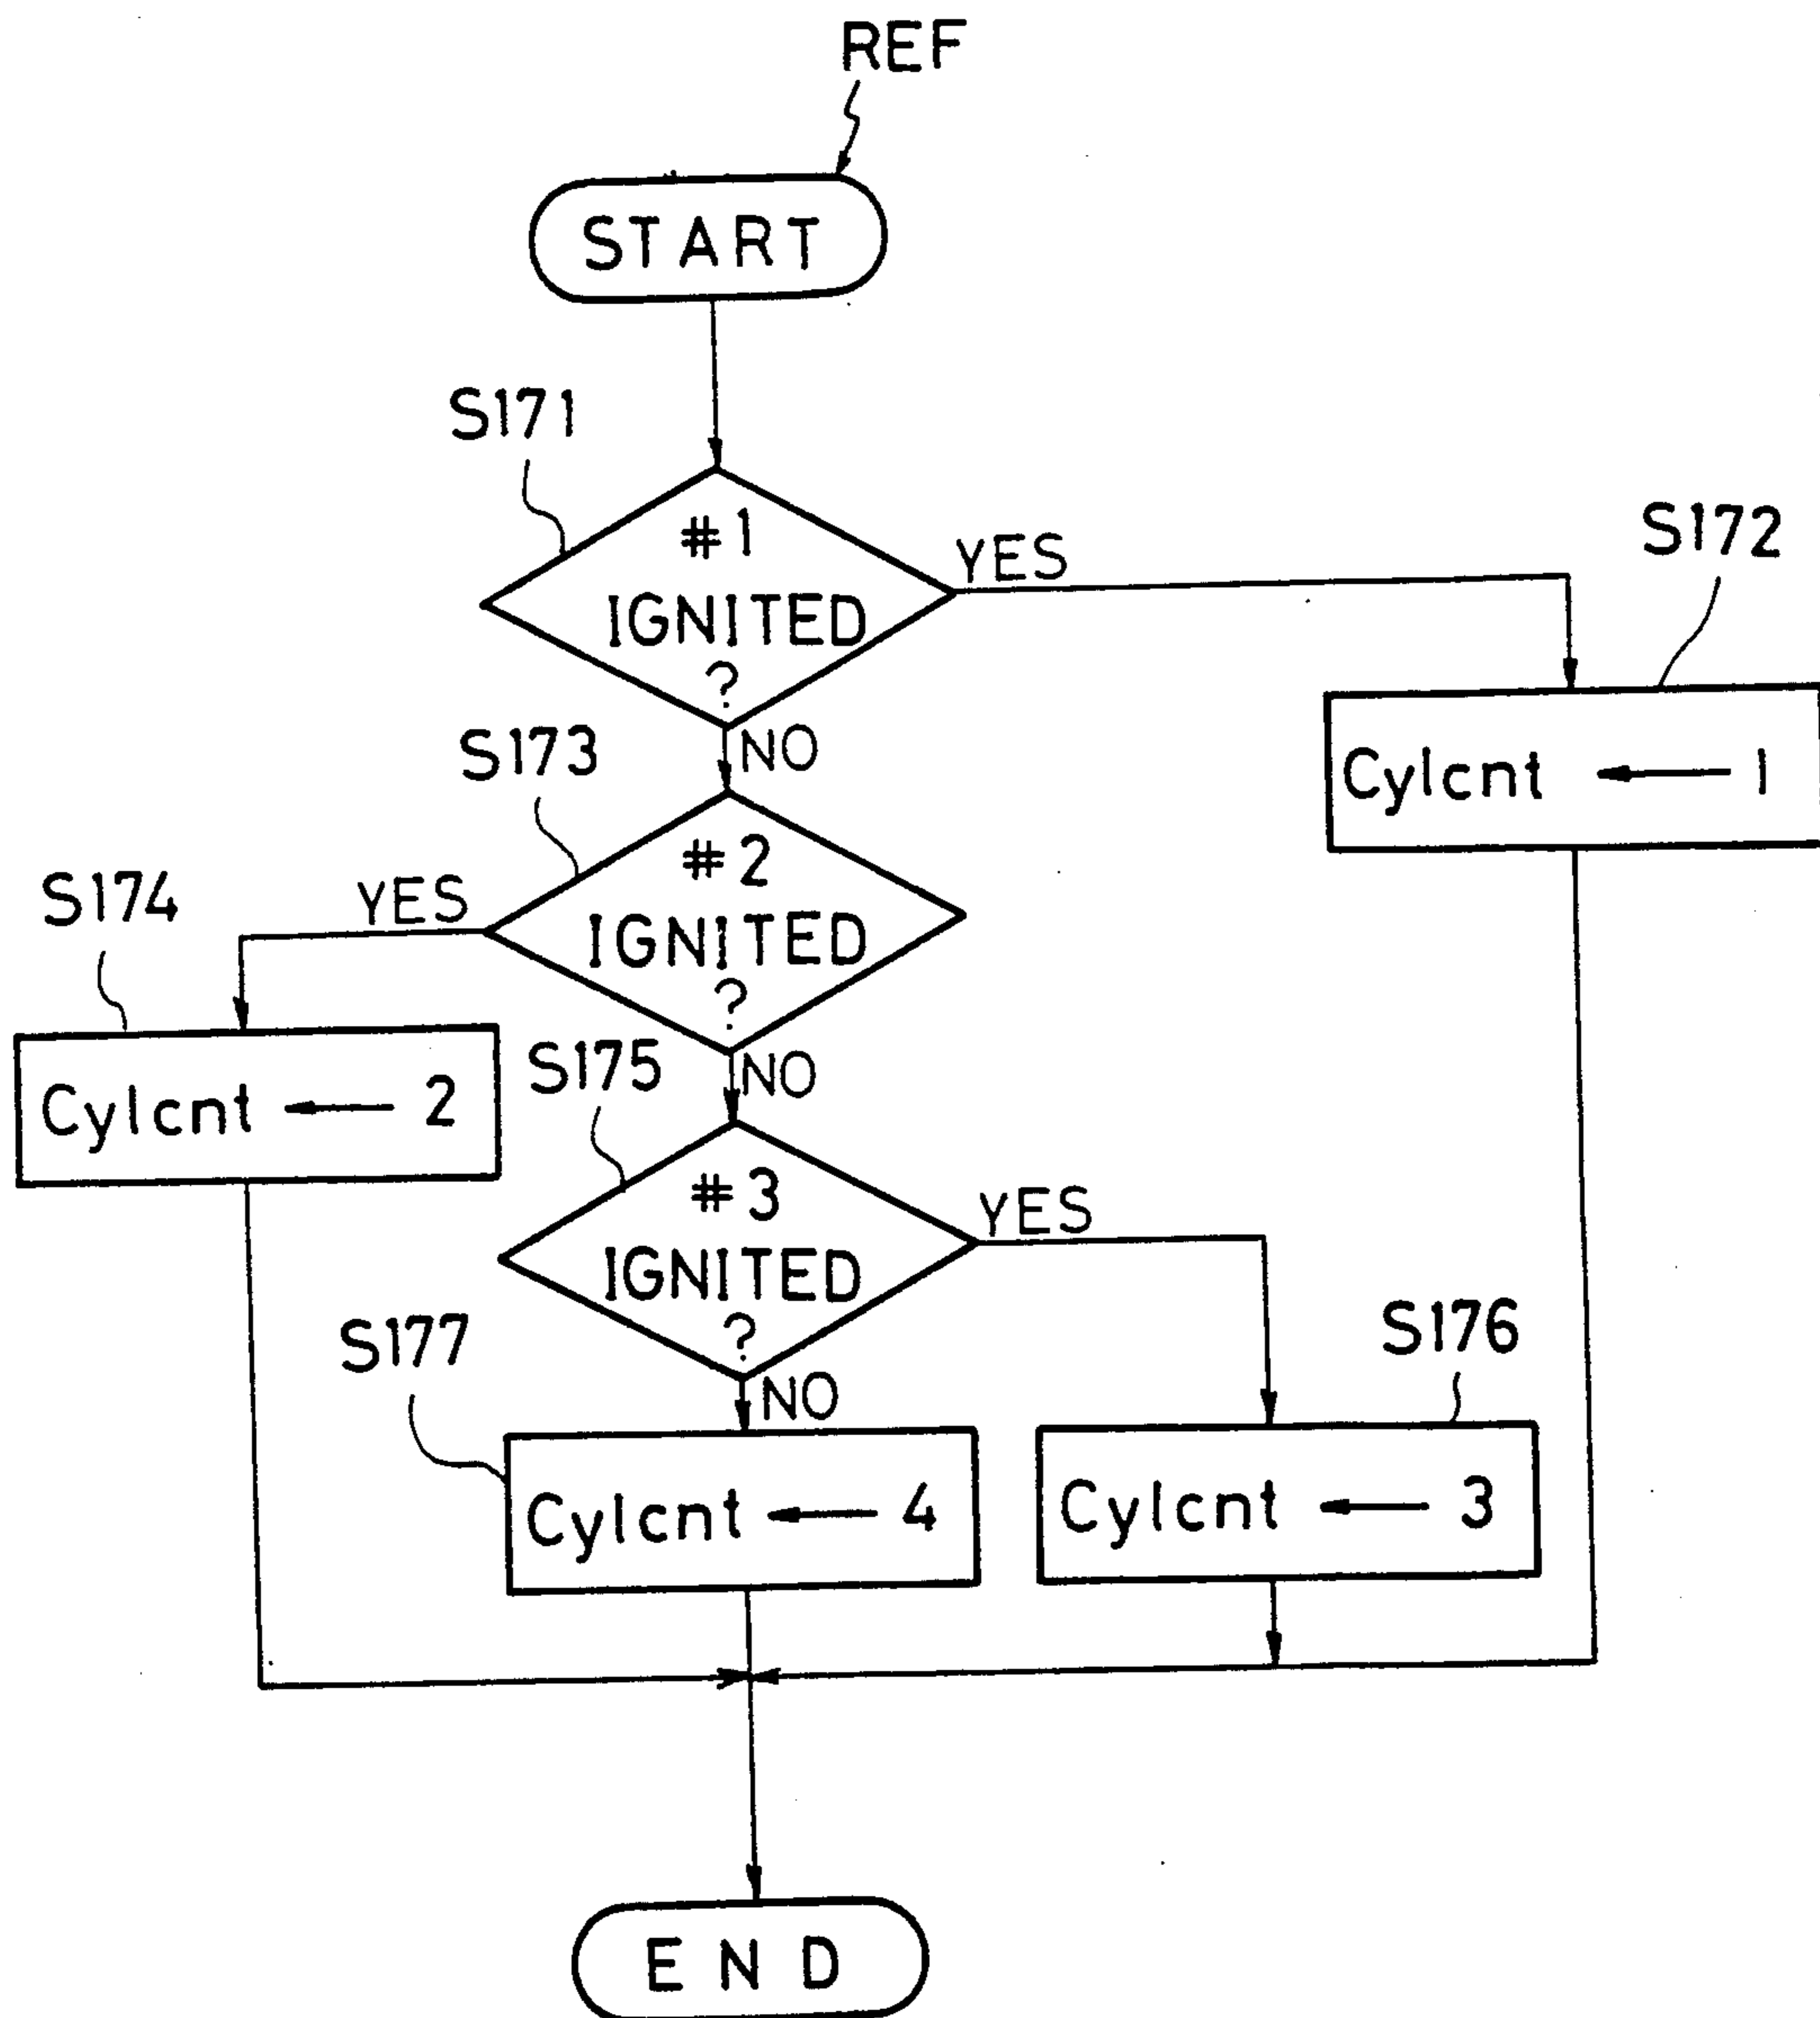 REF
START
S171
#1
IGNITED
?
YES
S172
NO
Cylcnt ← 1
S173
#2
IGNITED
?
YES
S174
NO
Cylcnt ← 2
S175
#3
IGNITED
?
YES
S176
S177
NO
Cylcnt ← 4
Cylcnt ← 3
END